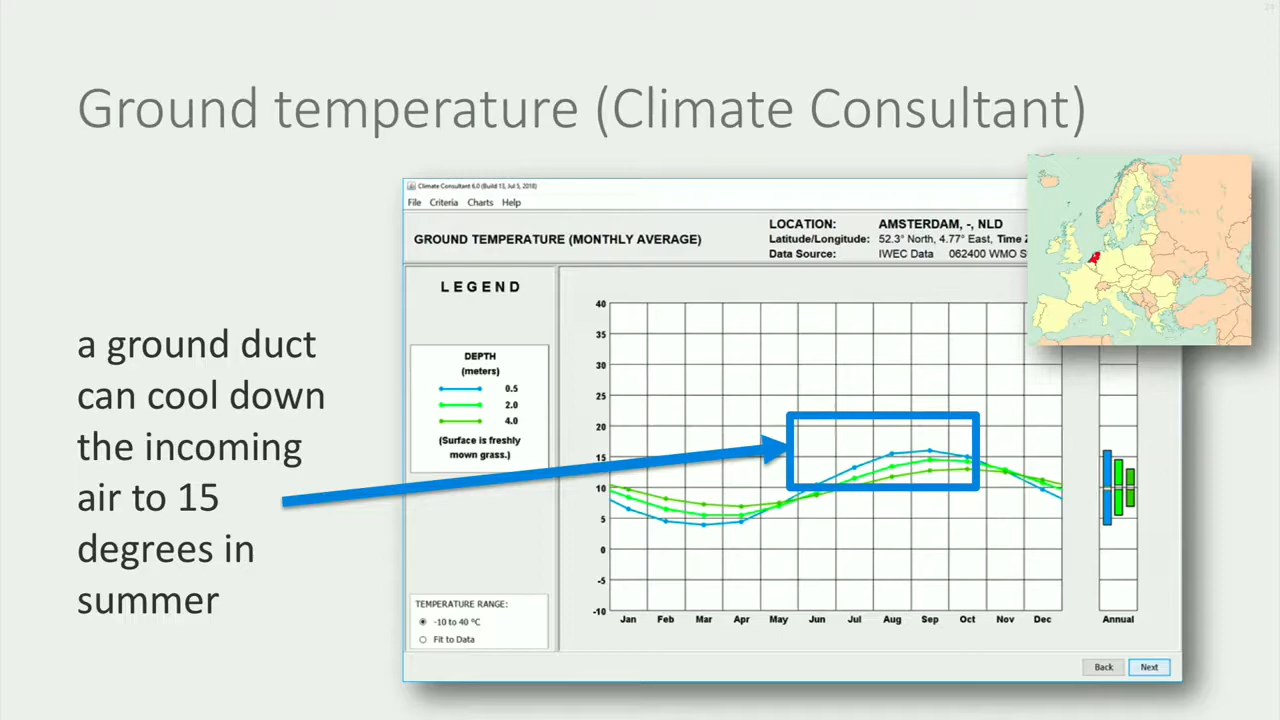 24
Ground temperature (Climate Consultant)
a ground duct
can cool down
the incoming
air to 15
degrees in
summer
Climate Consultant 6.0 (Build 13, Jul 5, 2018)
File Criteria Charts Help
GROUND TEMPERATURE (MONTHLY AVERAGE)
LOCATION: AMSTERDAM, -, NLD
Latitude/Longitude: 52.3° North, 4.77° East, Time Z
Data Source: IWEC Data 062400 WMO S
LEGEND
DEPTH
(meters)
0.5
2.0
4.0
(Surface is freshly
mown grass.)
TEMPERATURE RANGE:
-10 to 40 °C
Fit to Data
40
35
30
25
20
15
10
5
0
-5
-10
Jan Feb Mar Apr May Jun Jul Aug Sep Oct Nov Dec Annual
Back Next